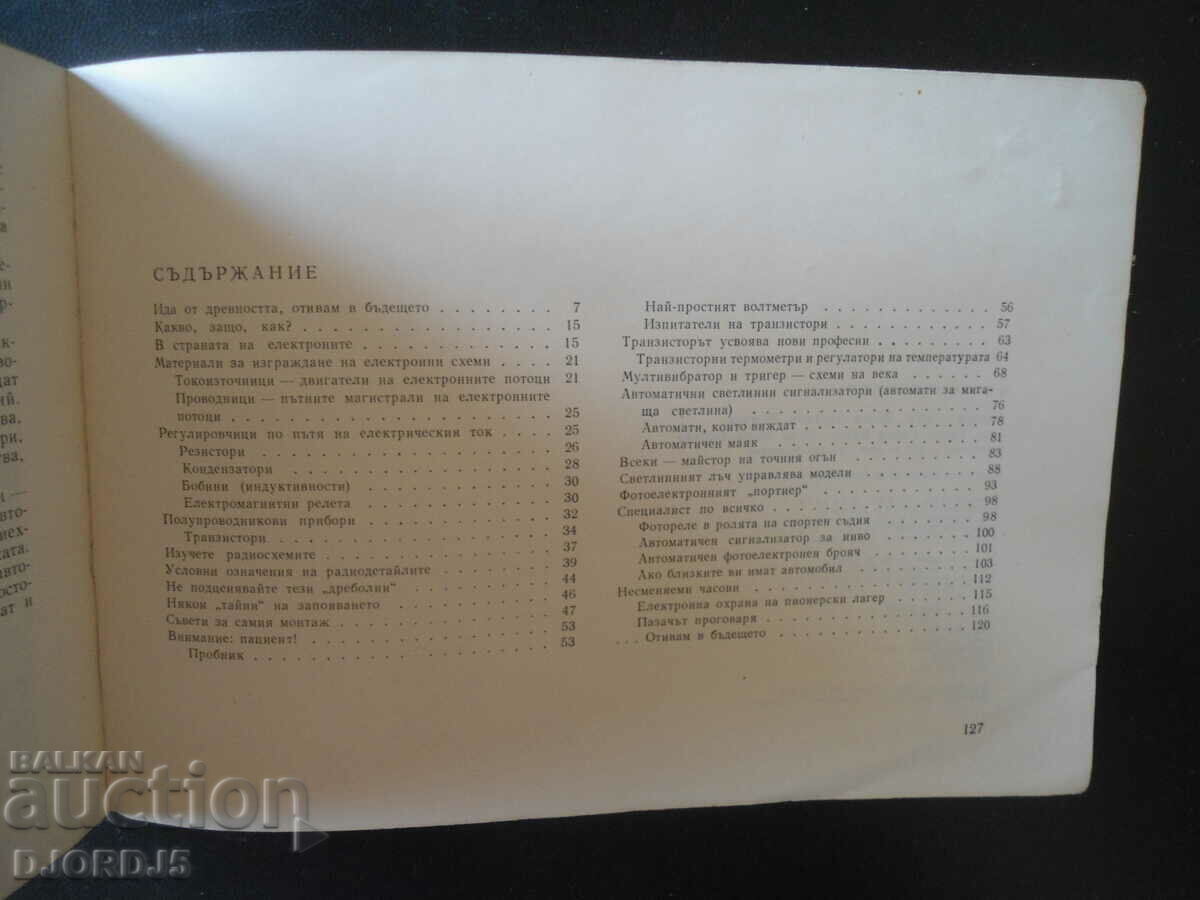 СЪДЪРЖАНИЕ
Ида от древността, отивам в бъдещето . . . . . . . . 7
Какво, защо, как? . . . . . . . . 15
В страната на електроните . . . . . . . . 15
Материали за изграждане на електронни схеми . . . . 21
Токоизточници — двигатели на електронните потоци 21
Проводници — пътните магистрали на електронните
потоци . . . . . . . . 25
Регулировчици по пътя на електрическия ток . . . . 25
Резистори . . . . . . . . 26
Кондензатори . . . . . . . . 28
Бобини (индуктивности) . . . . . . . . 30
Електромагнитни релета . . . . . . . . 30
Полупроводникови прибори . . . . . . . . 32
Транзистори . . . . . . . . 34
Изучете радиосхемите . . . . . . . . 37
Условни означения на радиодетайлите . . . . . . . . 39
Не подценявайте тези „дреболии“ . . . . . . . . 44
Някои „тайни“ на запояването . . . . . . . . 46
Съвети за самия монтаж . . . . . . . . 47
Внимание: пациент! . . . . . . . . 53
Пробник . . . . . . . . 53
Най-простият волтметър . . . . . . . . 56
Изпитатели на транзистори . . . . . . . . 57
Транзисторът усвоява нови професии . . . . . . . . 63
Транзисторни термометри и регулатори на температурата 64
Мултивибратор и тригер — схеми на века . . . . . . 68
Автоматични светлинни сигнализатори (автомати за мига-
ща светлина) . . . . . . . . 76
Автомати, които виждат . . . . . . . . 78
Автоматичен маяк . . . . . . . . 81
Всеки — майстор на точния огън . . . . . . . . 83
Светлинният лъч управлява модели . . . . . . . . 88
Фотоелектронният „портиер“ . . . . . . . . 93
Специалист по всичко . . . . . . . . 98
Фотореле в ролята на спортен съдия . . . . . . . . 98
Автоматичен сигнализатор за ниво . . . . . . . . 100
Автоматичен фотоелектронен брояч . . . . . . . . 101
Ако близките ви имат автомобил . . . . . . . . 103
Несменяеми часови . . . . . . . . 112
Електронна охрана на пионерски лагер . . . . . . . . 115
Пазачът проговаря . . . . . . . . 116
. . . Отивам в бъдещето . . . . . . . . 120
127
BALKAN
auction
DJORDJ5